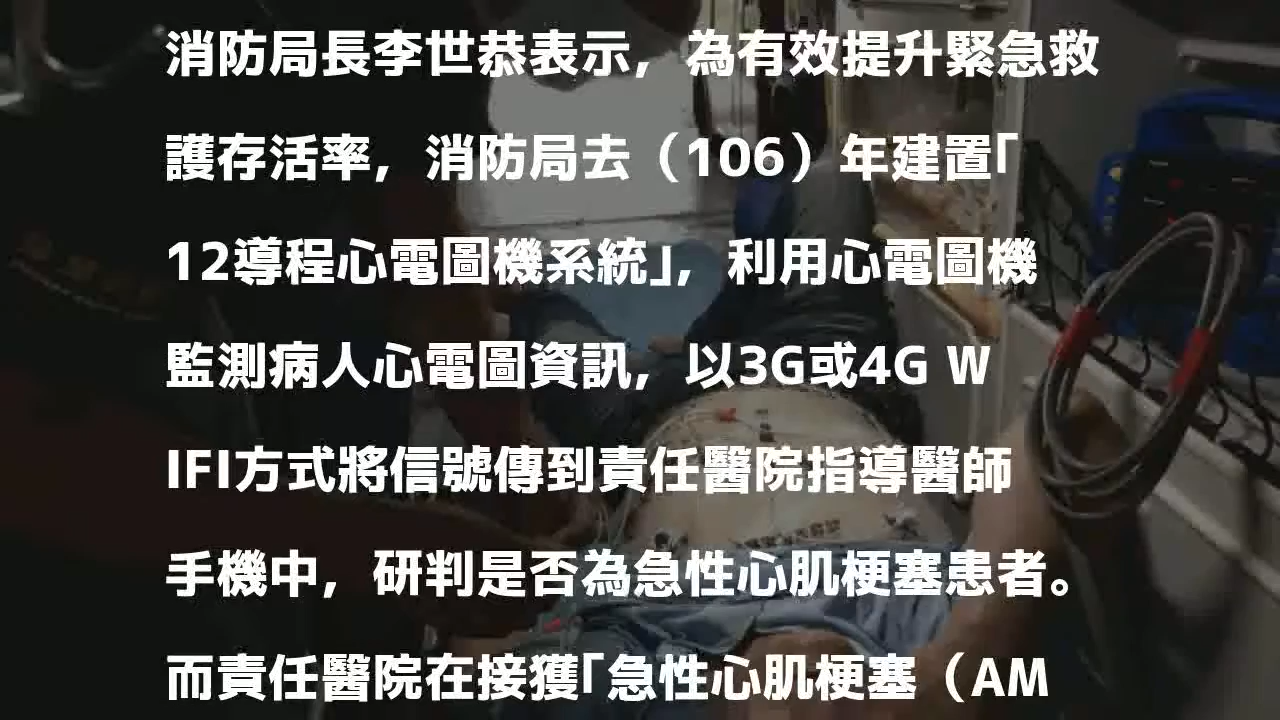 消防局長李世恭表示，為有效提升緊急救
護存活率，消防局去（106）年建置「
12導程心電圖機系統」，利用心電圖機
監測病人心電圖資訊，以3G或4G W
IFI方式將信號傳到責任醫院指導醫師
手機中，研判是否為急性心肌梗塞患者。
而責任醫院在接獲「急性心肌梗塞（AM